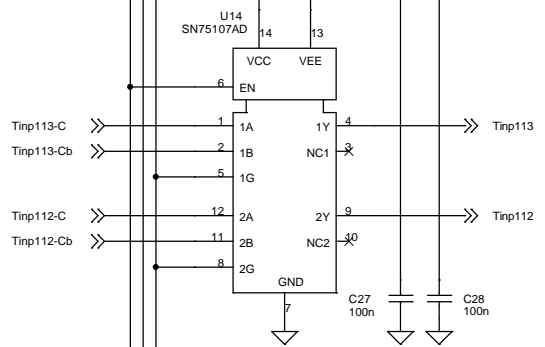 U14
SN75107AD
14 13
VCC VEE
6 EN
Tinp113-C 1 1A 1Y 4 Tinp113
Tinp113-Cb 2 1B NC1 3
5 1G
Tinp112-C 12 2A 2Y 9 Tinp112
Tinp112-Cb 11 2B NC2 10
8 2G
GND
7
C27 C28
100n 100n